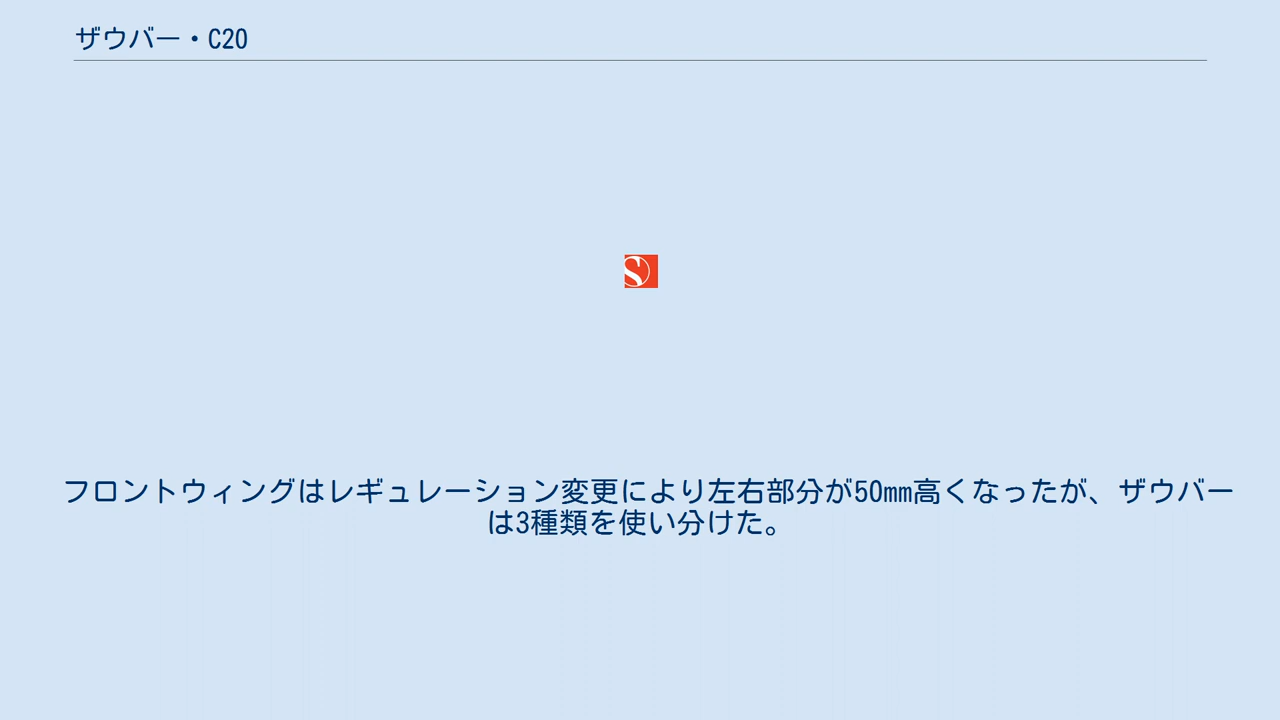 ザウバー・C20
S
フロントウィングはレギュレーション変更により左右部分が50mm高くなったが、ザウバー
は3種類を使い分けた。